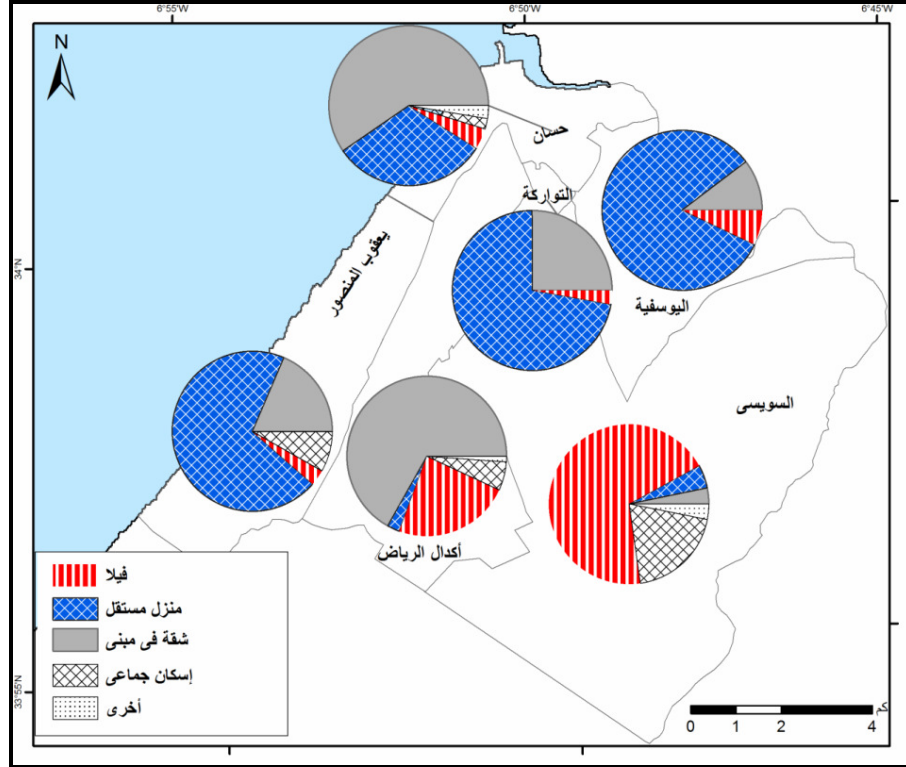 6°55'W
6°50'W
6°45'W
N
حسان
التواركة
يعقوب المنصور
34°N
اليوسفية
السويسى
أكدال الرياض
فيلا
منزل مستقل
شقة فى مبنى
إسكان جماعى
أخرى
33°55'N
كم
0 1 2 4